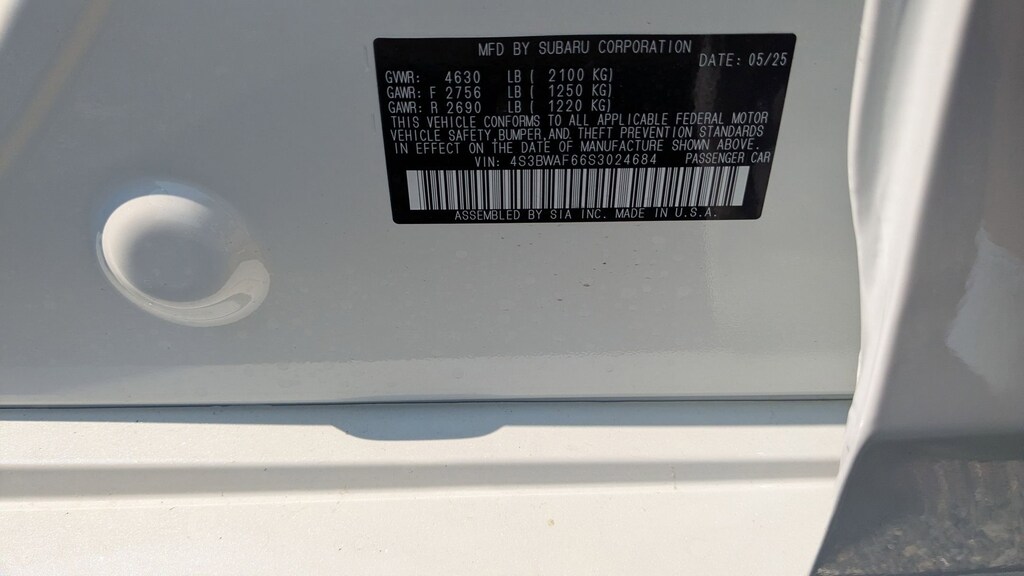 MFD BY SUBARU CORPORATION
DATE: 05/25
GVWR: 4630 LB ( 2100 KG)
GAWR: F 2756 LB ( 1250 KG)
GAWR: R 2690 LB ( 1220 KG)
THIS VEHICLE CONFORMS TO ALL APPLICABLE FEDERAL MOTOR
VEHICLE SAFETY,BUMPER,AND THEFT PREVENTION STANDARDS
IN EFFECT ON THE DATE OF MANUFACTURE SHOWN ABOVE.
VIN: 4S3BWAF66S3024684 PASSENGER CAR
ASSEMBLED BY SIA INC. MADE IN U.S.A.